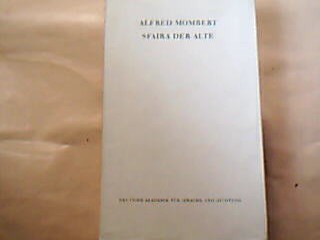 ALFRED MOMBERT
SFAIRA DER ALTE
DEUTSCHE AKADEMIE FÜR SPRACHE UND DICHTUNG